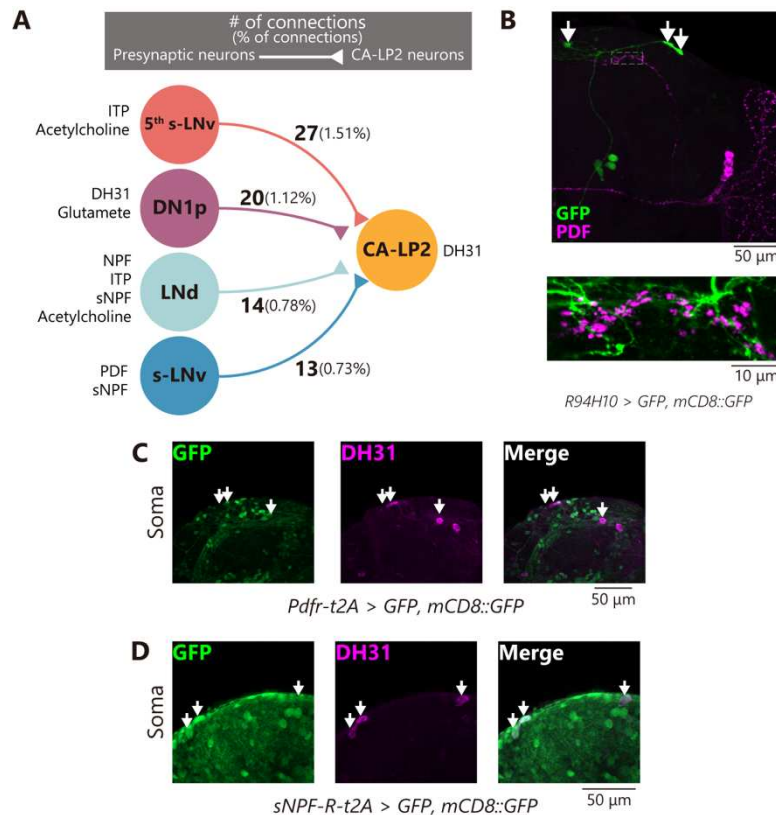 A
# of connections
(% of connections)
Presynaptic neurons
CA-LP2 neurons
ITP
Acetylcholine
5th s-LNv
27(1.51%)
DH31
Glutamete
DN1p
20(1.12%)
CA-LP2
DH31
NPF
ITP
sNPF
Acetylcholine
LNd
14(0.78%)
PDF
sNPF
s-LNv
13(0.73%)
B
GFP
PDF
50 μm
10 μm
R94H10 > GFP, mCD8::GFP
C
GFP
DH31
Merge
Soma
50 μm
Pdfr-t2A > GFP, mCD8::GFP
D
GFP
DH31
Merge
Soma
50 μm
sNPF-R-t2A > GFP, mCD8::GFP